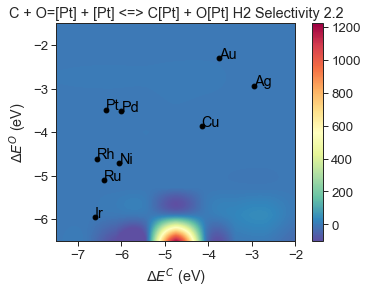 C + O=[Pt] + [Pt] <=> C[Pt] + O[Pt] H2 Selectivity 2.2
−2
−3
−4
−5
−6
ΔE^O (eV)
Au
Ag
Cu
Pt Pd
Rh Ni
Ru
Ir
−7 −6 −5 −4 −3 −2
ΔE^C (eV)
1200
1000
800
600
400
200
0